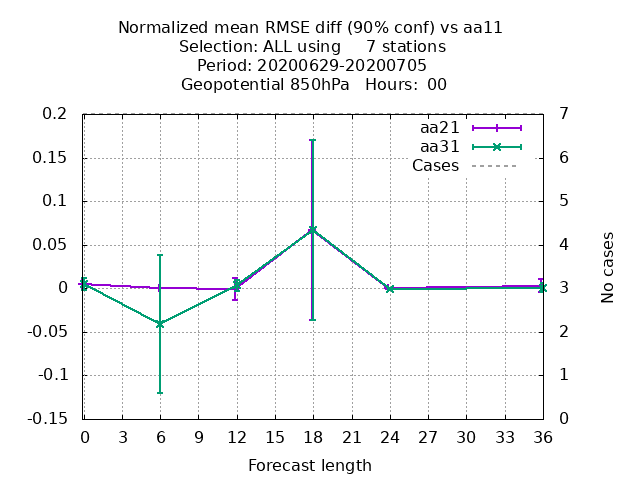 Normalized mean RMSE diff (90% conf) vs aa11
Selection: ALL using     7 stations
Period: 20200629-20200705
Geopotential 850hPa   Hours:  00
0.2
0.15
0.1
0.05
0
-0.05
-0.1
-0.15
7
6
5
4
3
2
1
0
aa21
aa31
Cases
No cases
0 3 6 9 12 15 18 21 24 27 30 33 36
Forecast length